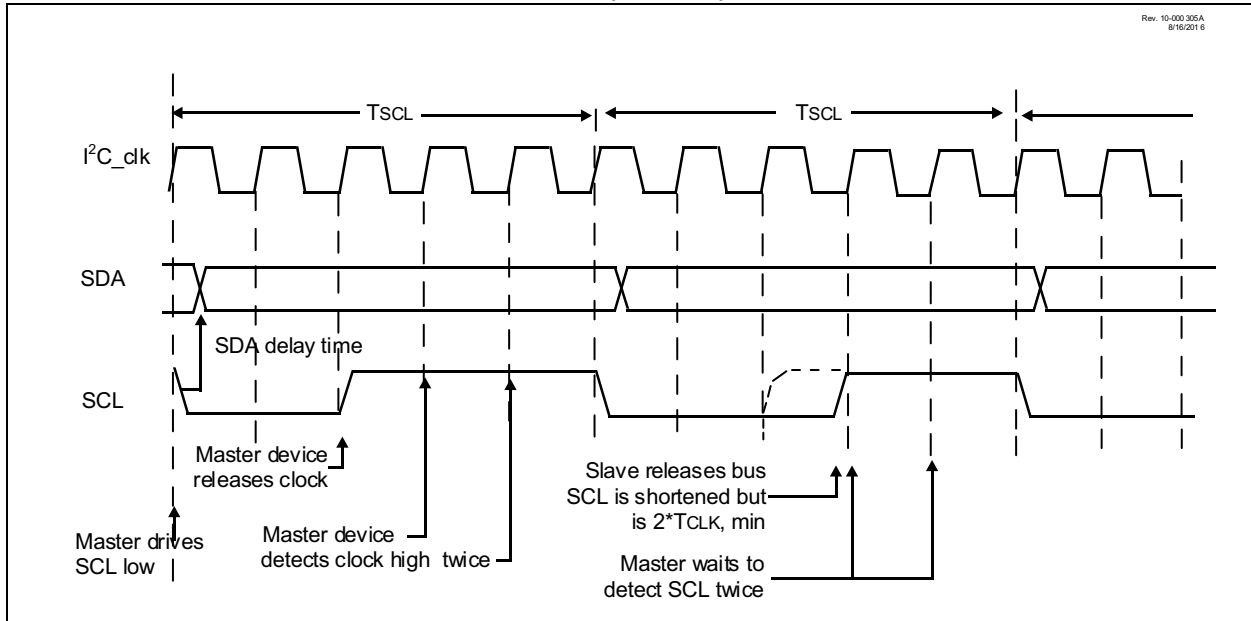 Rev. 10-000 305A
8/16/201 6
TSCL
TSCL
I²C_clk
SDA
SDA delay time
SCL
Master device
releases clock
Slave releases bus
SCL is shortened but
is 2*TCLK, min
Master drives
SCL low
Master device
detects clock high twice
Master waits to
detect SCL twice